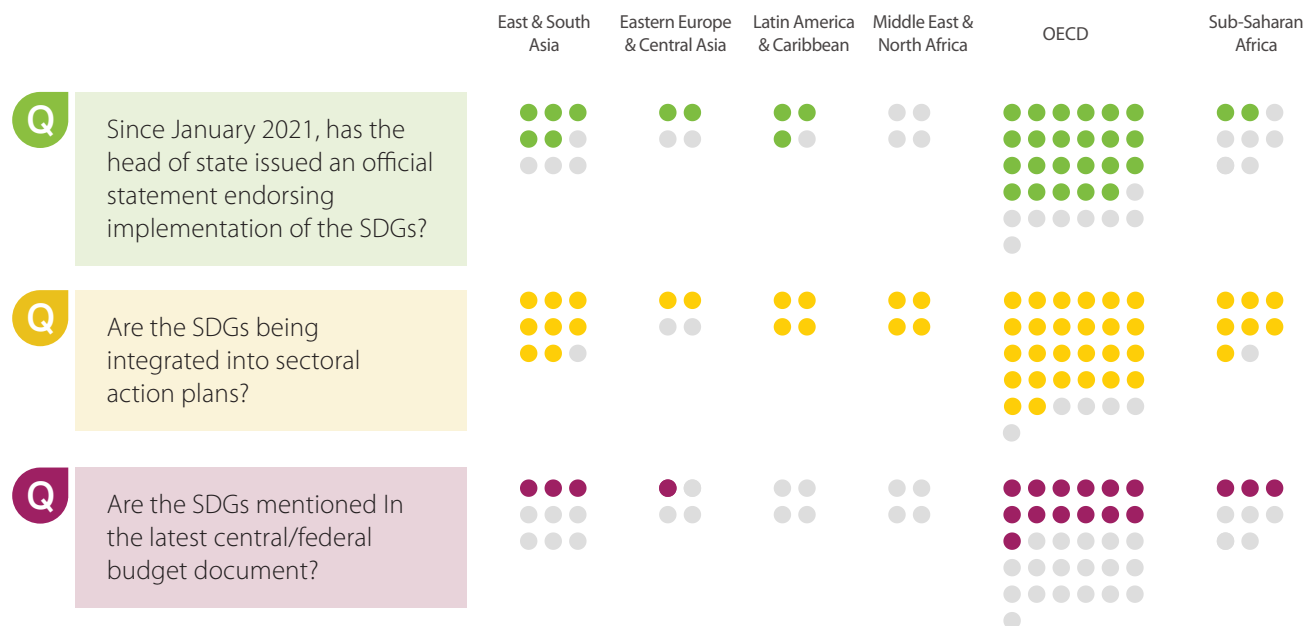 East & South
Asia
Eastern Europe
& Central Asia
Latin America
& Caribbean
Middle East &
North Africa
OECD
Sub-Saharan
Africa
Q
Since January 2021, has the
head of state issued an official
statement endorsing
implementation of the SDGs?
Q
Are the SDGs being
integrated into sectoral
action plans?
Q
Are the SDGs mentioned In
the latest central/federal
budget document?